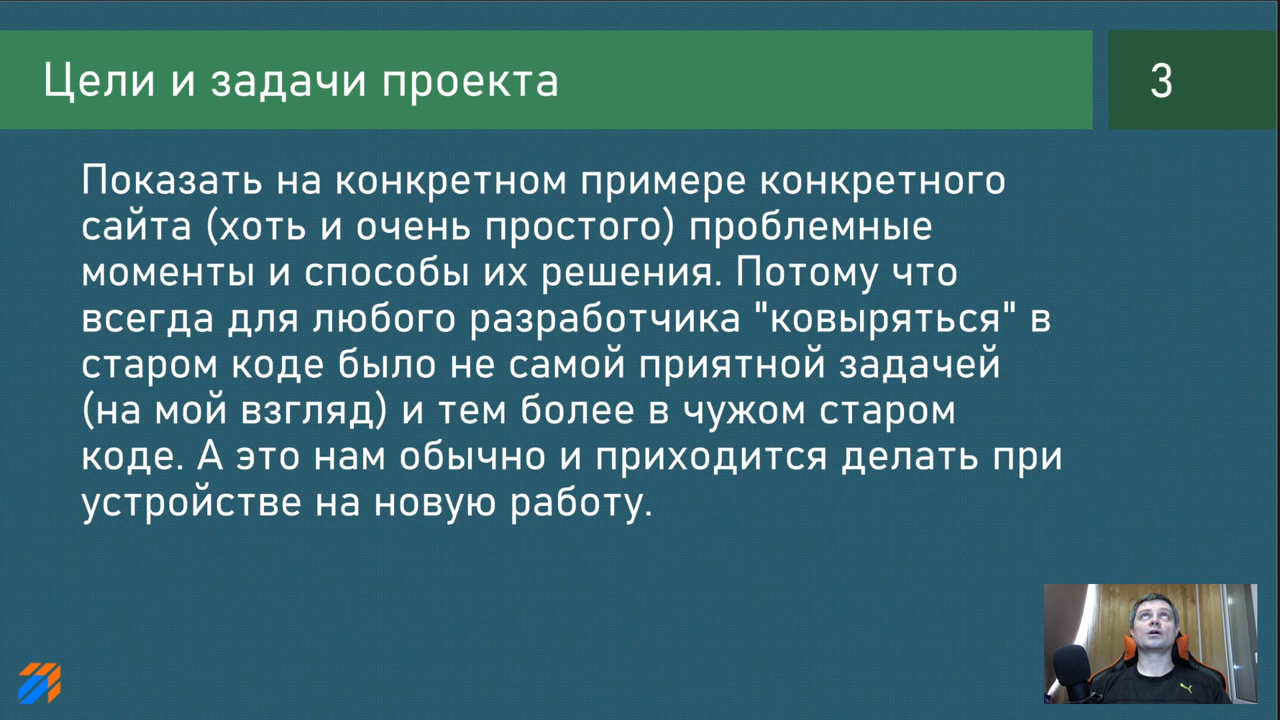 Цели и задачи проекта
3
Показать на конкретном примере конкретного
сайта (хоть и очень простого) проблемные
моменты и способы их решения. Потому что
всегда для любого разработчика "ковыряться" в
старом коде было не самой приятной задачей
(на мой взгляд) и тем более в чужом старом
коде. А это нам обычно и приходится делать при
устройстве на новую работу.